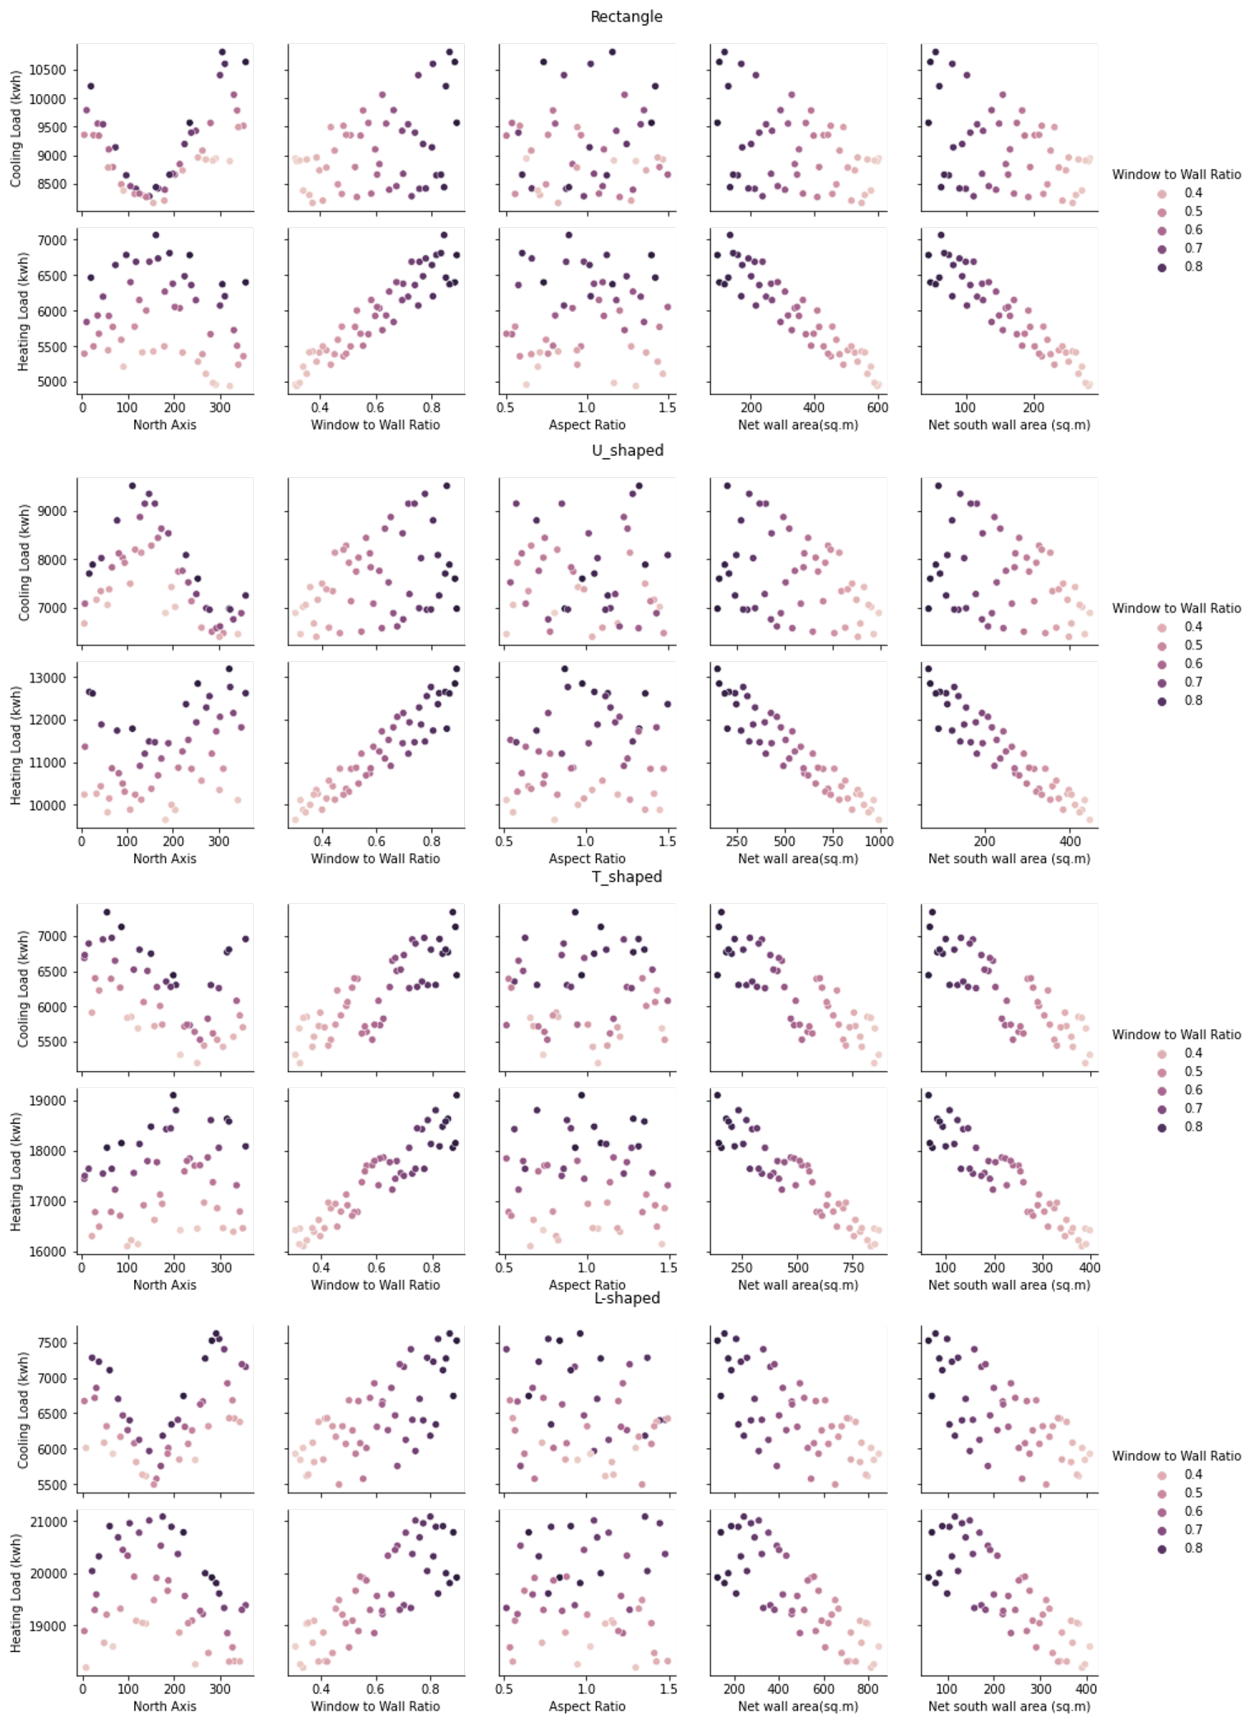 Rectangle
Cooling Load (kwh)
10500
10000
9500
9000
8500
Heating Load (kwh)
7000
6500
6000
5500
5000
0 100 200 300
0.4 0.6 0.8
0.5 1.0 1.5
200 400 600
100 200
North Axis
Window to Wall Ratio
Aspect Ratio
Net wall area(sq.m)
Net south wall area (sq.m)
Window to Wall Ratio
0.4
0.5
0.6
0.7
0.8
U_shaped
Cooling Load (kwh)
9000
8000
7000
Heating Load (kwh)
13000
12000
11000
10000
0 100 200 300
0.4 0.6 0.8
0.5 1.0 1.5
250 500 750 1000
200 400
North Axis
Window to Wall Ratio
Aspect Ratio
Net wall area(sq.m)
Net south wall area (sq.m)
Window to Wall Ratio
0.4
0.5
0.6
0.7
0.8
T_shaped
Cooling Load (kwh)
7000
6500
6000
5500
Heating Load (kwh)
19000
18000
17000
16000
0 100 200 300
0.4 0.6 0.8
0.5 1.0 1.5
250 500 750
100 200 300 400
North Axis
Window to Wall Ratio
Aspect Ratio
Net wall area(sq.m)
Net south wall area (sq.m)
Window to Wall Ratio
0.4
0.5
0.6
0.7
0.8
L-shaped
Cooling Load (kwh)
7500
7000
6500
6000
5500
Heating Load (kwh)
21000
20000
19000
0 100 200 300
0.4 0.6 0.8
0.5 1.0 1.5
200 400 600 800
100 200 300 400
North Axis
Window to Wall Ratio
Aspect Ratio
Net wall area(sq.m)
Net south wall area (sq.m)
Window to Wall Ratio
0.4
0.5
0.6
0.7
0.8